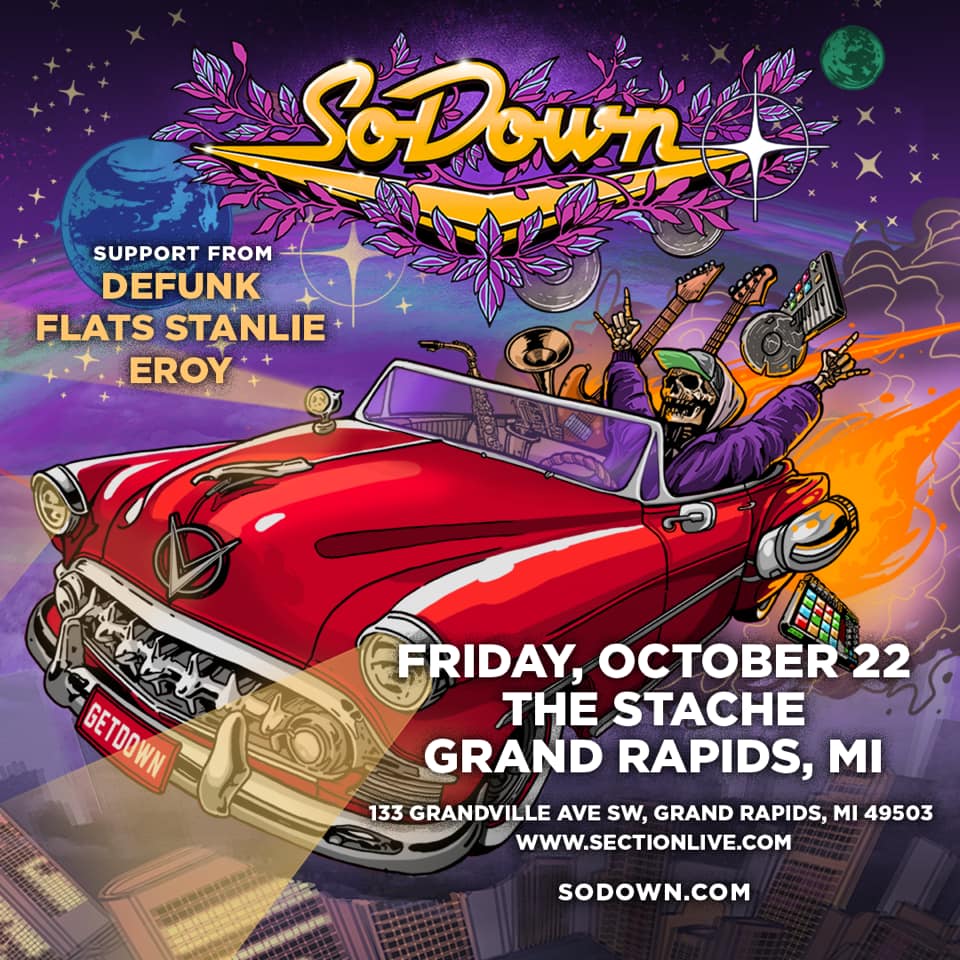 SoDown
SUPPORT FROM
DEFUNK
FLATS STANLIE
EROY
GETDOWN
FRIDAY, OCTOBER 22
THE STACHE
GRAND RAPIDS, MI
133 GRANDVILLE AVE SW, GRAND RAPIDS, MI 49503
WWW.SECTIONLIVE.COM
SODOWN.COM